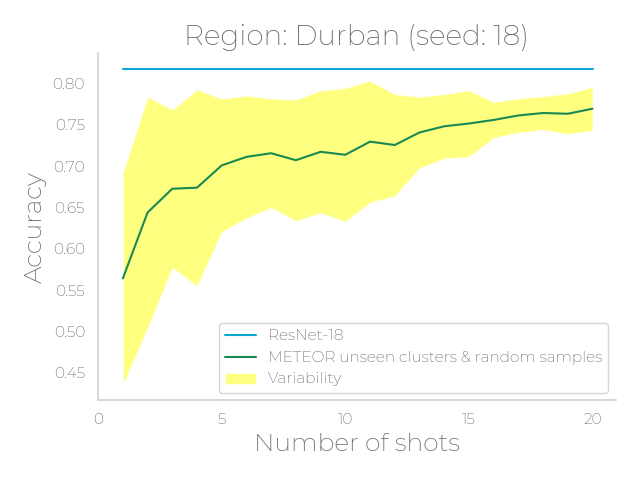 Region: Durban (seed: 18)
Accuracy
0.80
0.75
0.70
0.65
0.60
0.55
0.50
0.45
ResNet-18
METEOR unseen clusters & random samples
Variability
0 5 10 15 20
Number of shots